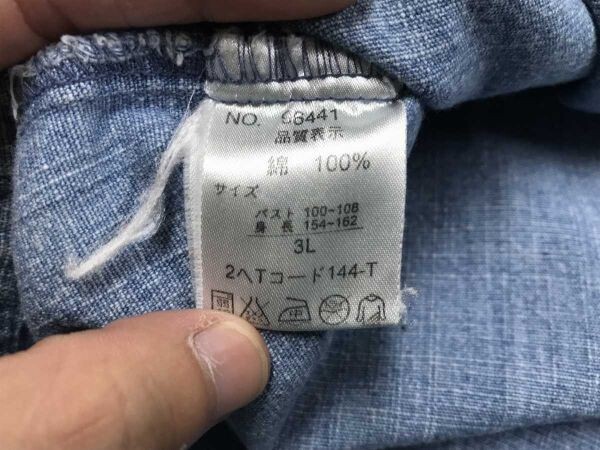 NO. 96441
品質表示
綿 100%
サイズ
バスト 100~108
身長 154~162
3L
2ヘTコード144-T